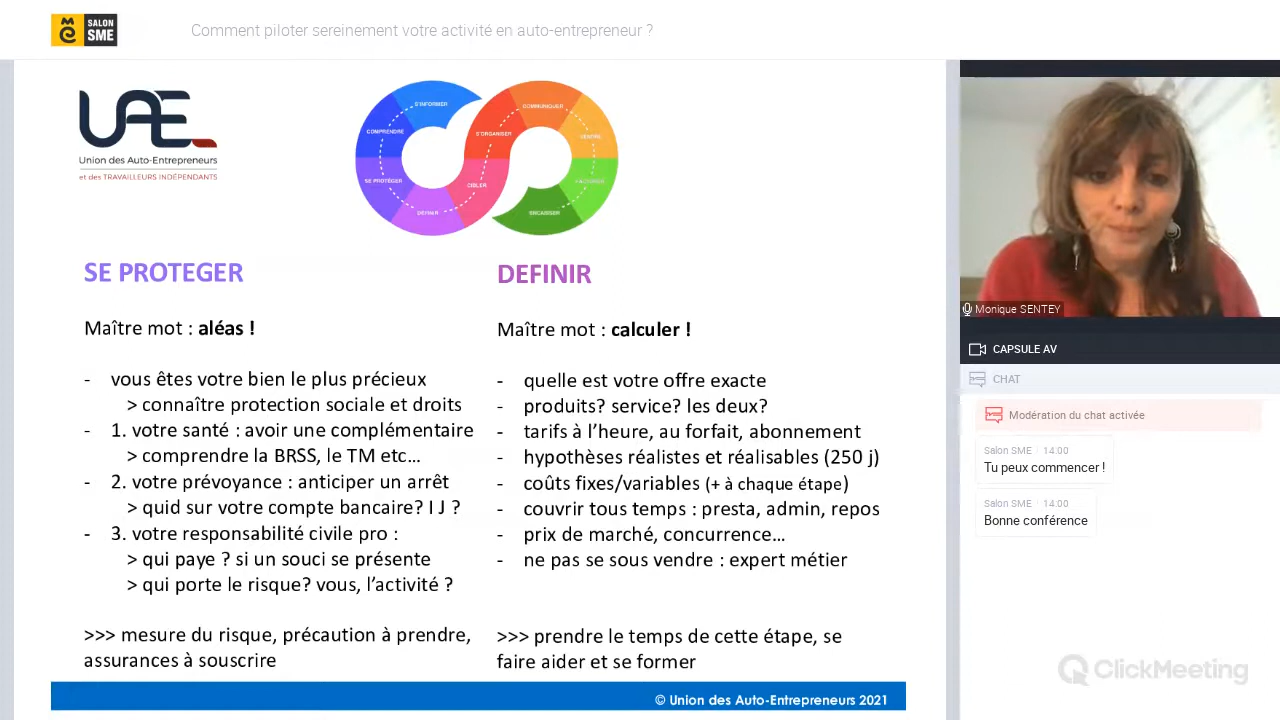 SALON
SME
Comment piloter sereinement votre activité en auto-entrepreneur ?
UAE
Union des Auto-Entrepreneurs
et des TRAVAILLEURS INDÉPENDANTS
S'INFORMER
COMPRENDRE
SE PROTÉGER
DÉFINIR
CIBLER
S'ORGANISER
COMMUNIQUER
VENDRE
FACTURER
ENCAISSER
SE PROTEGER
Maître mot : aléas !
- vous êtes votre bien le plus précieux
> connaître protection sociale et droits
- 1. votre santé : avoir une complémentaire
> comprendre la BRSS, le TM etc…
- 2. votre prévoyance : anticiper un arrêt
> quid sur votre compte bancaire? I J ?
- 3. votre responsabilité civile pro :
> qui paye ? si un souci se présente
> qui porte le risque? vous, l'activité ?
>>> mesure du risque, précaution à prendre,
assurances à souscrire
DEFINIR
Maître mot : calculer !
- quelle est votre offre exacte
- produits? service? les deux?
- tarifs à l'heure, au forfait, abonnement
- hypothèses réalistes et réalisables (250 j)
- coûts fixes/variables (+ à chaque étape)
- couvrir tous temps : presta, admin, repos
- prix de marché, concurrence…
- ne pas se sous vendre : expert métier
>>> prendre le temps de cette étape, se
faire aider et se former
© Union des Auto-Entrepreneurs 2021
Monique SENTEY
CAPSULE AV
CHAT
Modération du chat activée
Salon SME · 14:00
Tu peux commencer !
Salon SME · 14:00
Bonne conférence
ClickMeeting